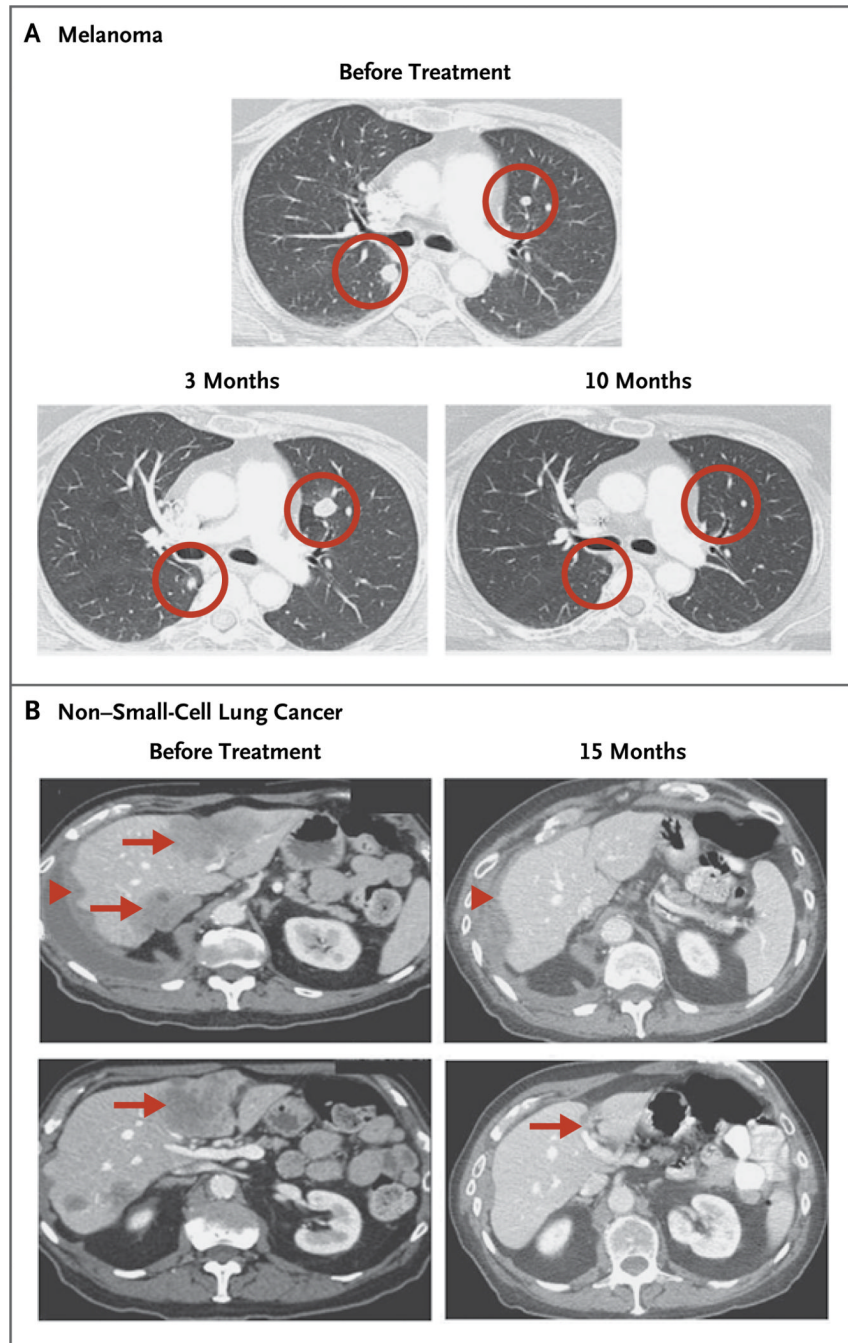 A Melanoma
Before Treatment
3 Months
10 Months
B Non–Small-Cell Lung Cancer
Before Treatment
15 Months